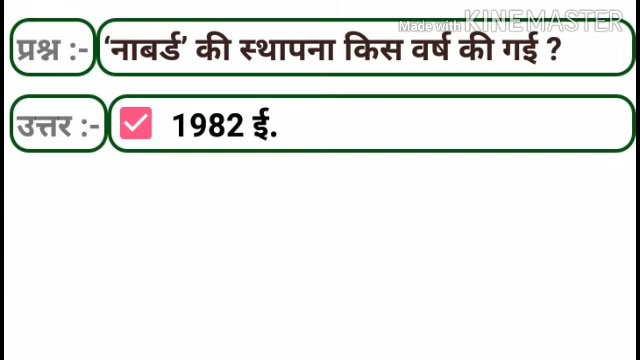 Made with KINEMASTER
प्रश्न :- ‘नाबर्ड’ की स्थापना किस वर्ष की गई ?
उत्तर :- 1982 ई.